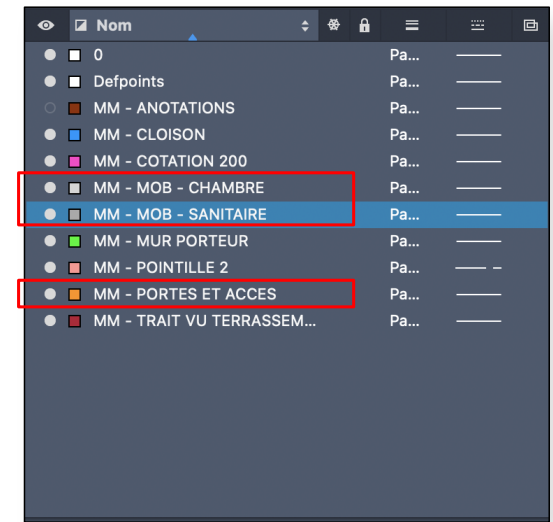 Nom
0 Pa...
Defpoints Pa...
MM - ANOTATIONS
MM - CLOISON Pa...
MM - COTATION 200 Pa...
MM - MOB - CHAMBRE Pa...
MM - MOB - SANITAIRE Pa...
MM - MUR PORTEUR Pa...
MM - POINTILLE 2 Pa...
MM - PORTES ET ACCES Pa...
MM - TRAIT VU TERRASSEM... Pa...